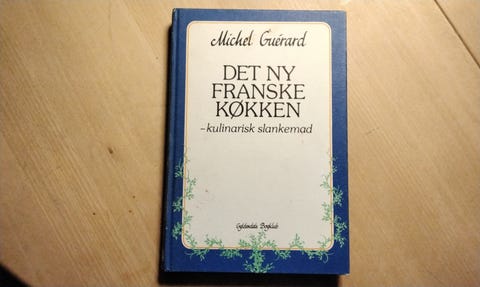 Michel Guérard
DET NY
FRANSKE
KØKKEN
–kulinarisk slankemad
Gyldendals Bogklub